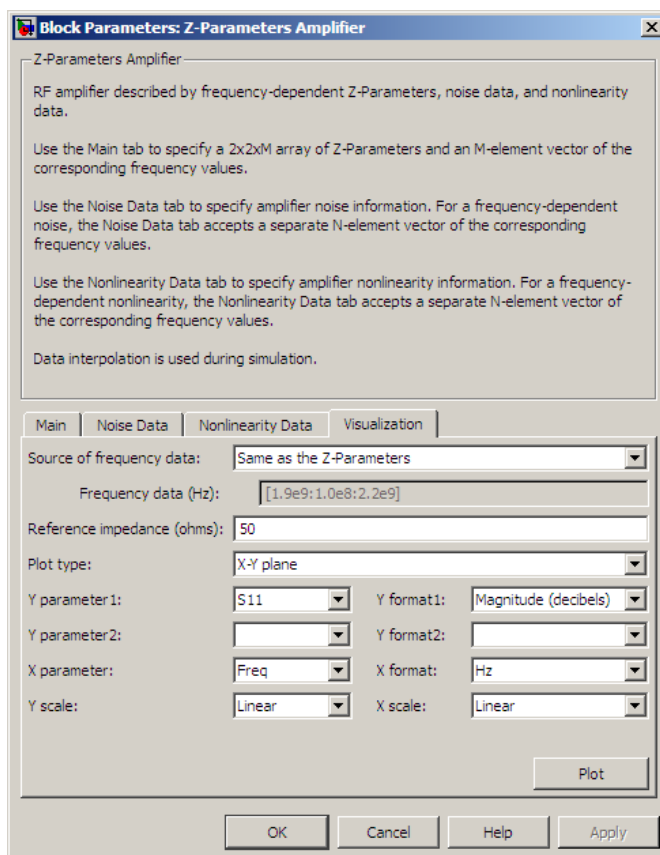 Block Parameters: Z-Parameters Amplifier
Z-Parameters Amplifier
RF amplifier described by frequency-dependent Z-Parameters, noise data, and nonlinearity
data.
Use the Main tab to specify a 2x2xM array of Z-Parameters and an M-element vector of the
corresponding frequency values.
Use the Noise Data tab to specify amplifier noise information. For a frequency-dependent
noise, the Noise Data tab accepts a separate N-element vector of the corresponding
frequency values.
Use the Nonlinearity Data tab to specify amplifier nonlinearity information. For a frequency-
dependent nonlinearity, the Nonlinearity Data tab accepts a separate N-element vector of
the corresponding frequency values.
Data interpolation is used during simulation.
Main Noise Data Nonlinearity Data Visualization
Source of frequency data: Same as the Z-Parameters
Frequency data (Hz): [1.9e9:1.0e8:2.2e9]
Reference impedance (ohms): 50
Plot type: X-Y plane
Y parameter1: S11 Y format1: Magnitude (decibels)
Y parameter2: Y format2:
X parameter: Freq X format: Hz
Y scale: Linear X scale: Linear
Plot
OK Cancel Help Apply